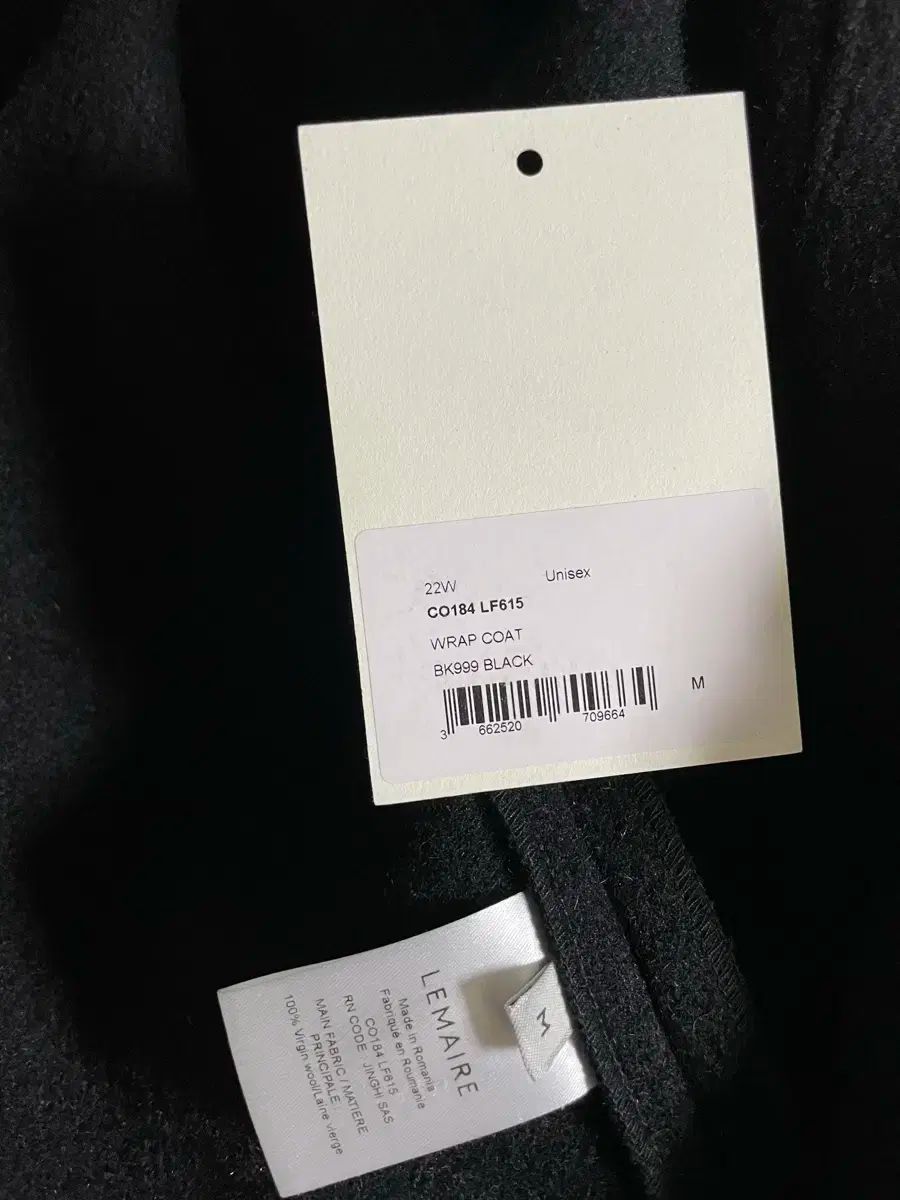 22W Unisex
CO184 LF615
WRAP COAT
BK999 BLACK
M
3 662520 709664
LEMAIRE
M
Made in Romania
Fabriqué en Roumanie
CO184 LF615
RN CODE : JINGHI SAS
MAIN FABRIC / MATIERE
PRINCIPALE :
100% Virgin wool/Laine vierge